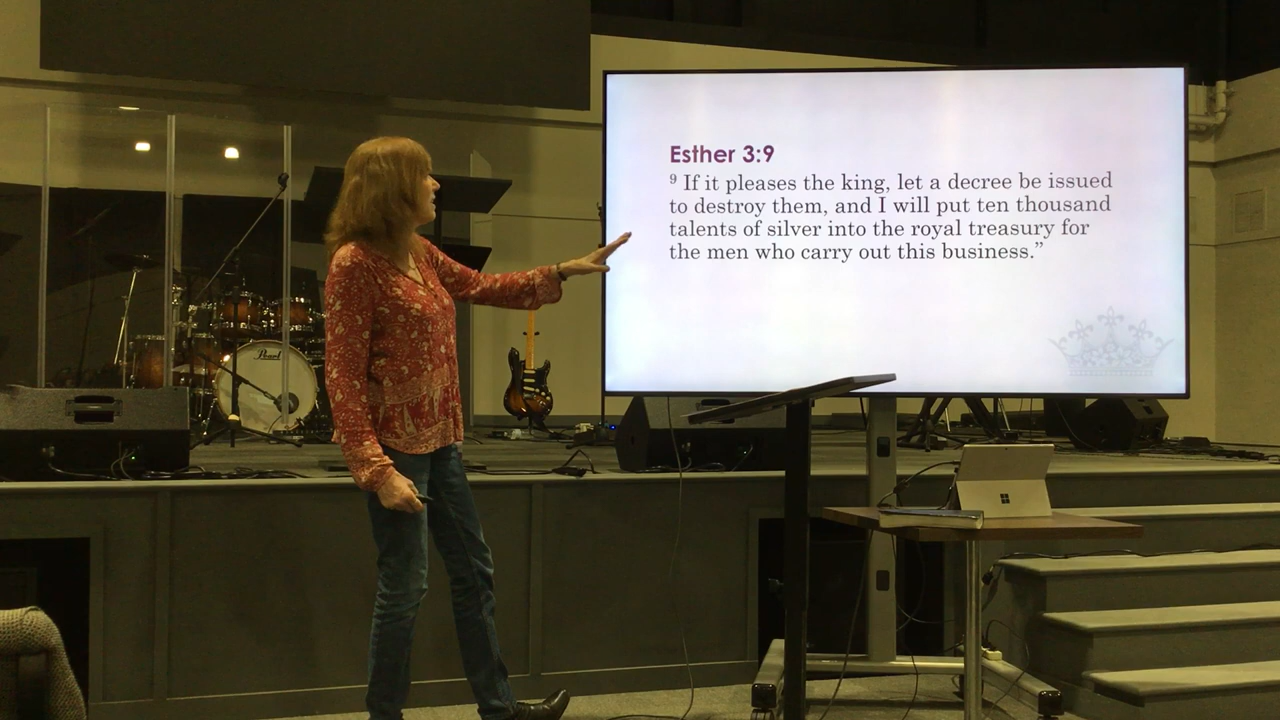 Esther 3:9
9 If it pleases the king, let a decree be issued
to destroy them, and I will put ten thousand
talents of silver into the royal treasury for
the men who carry out this business.”
Pearl